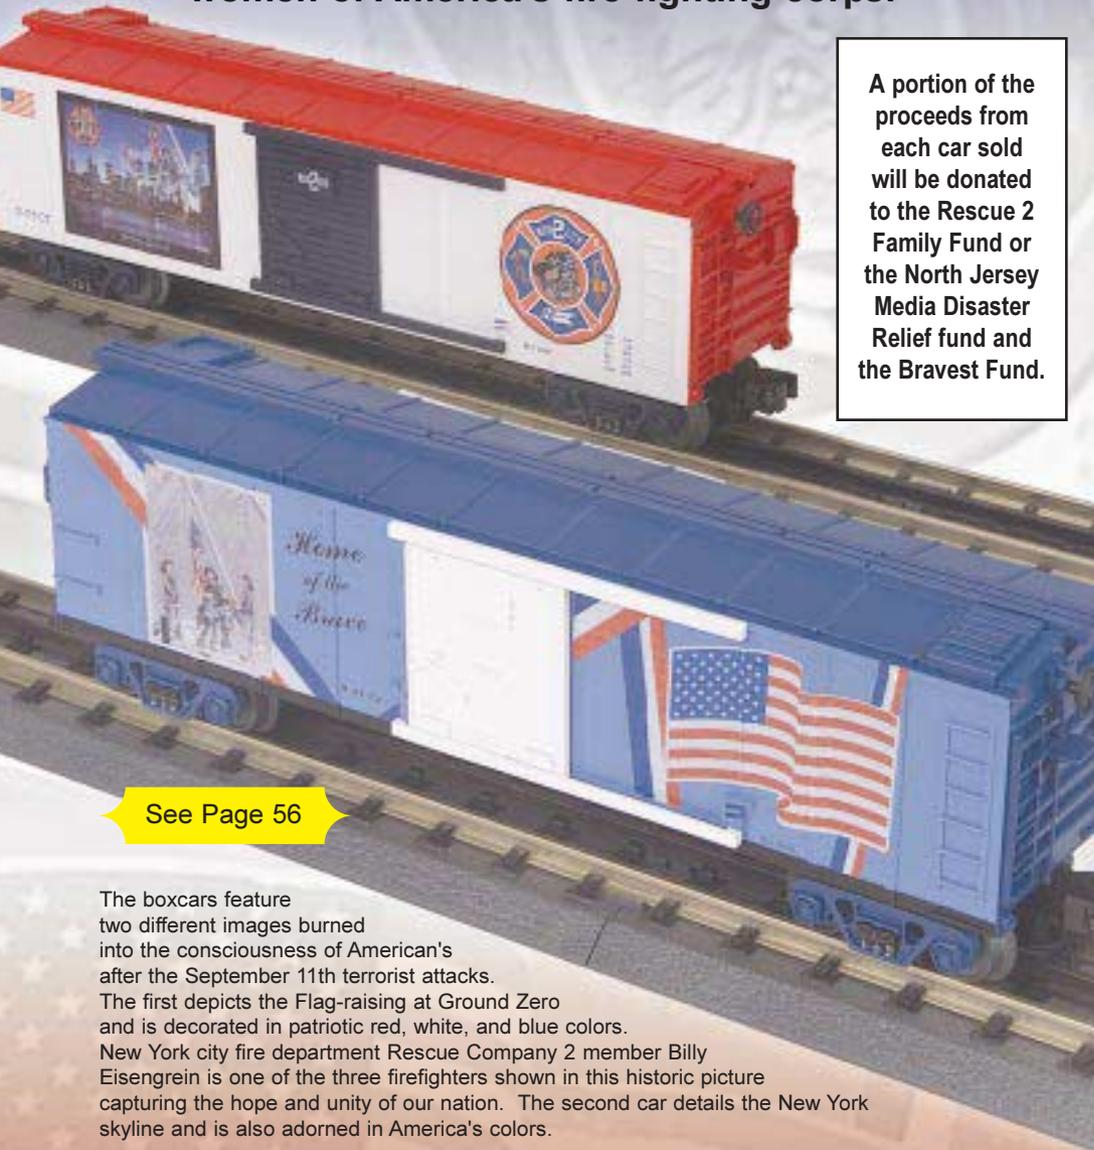 women of America's fire fighting corps.
A portion of the
proceeds from
each car sold
will be donated
to the Rescue 2
Family Fund or
the North Jersey
Media Disaster
Relief fund and
the Bravest Fund.
2
Home
of the
Brave
See Page 56
The boxcars feature
two different images burned
into the consciousness of American's
after the September 11th terrorist attacks.
The first depicts the Flag-raising at Ground Zero
and is decorated in patriotic red, white, and blue colors.
New York city fire department Rescue Company 2 member Billy
Eisengrein is one of the three firefighters shown in this historic picture
capturing the hope and unity of our nation.  The second car details the New York
skyline and is also adorned in America's colors.